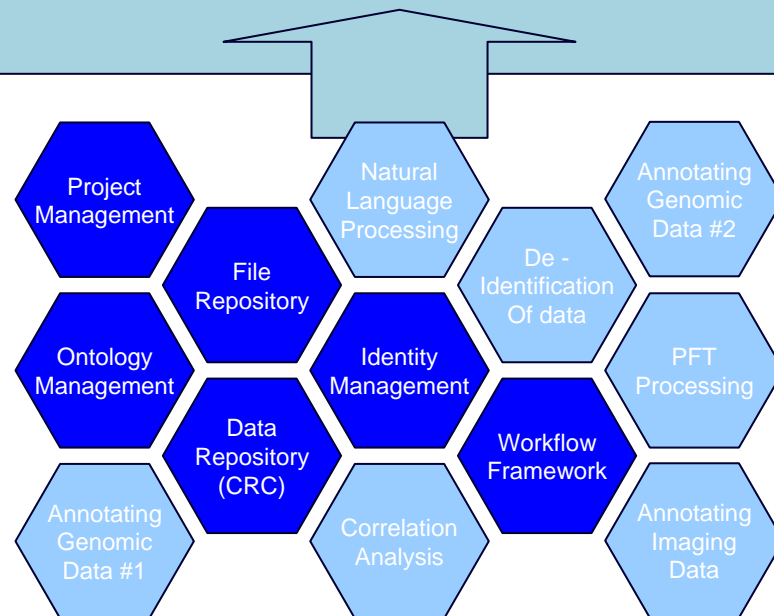 Project
Management
Natural
Language
Processing
Annotating
Genomic
Data #2
File
Repository
De -
Identification
Of data
Ontology
Management
Identity
Management
PFT
Processing
Data
Repository
(CRC)
Workflow
Framework
Annotating
Genomic
Data #1
Correlation
Analysis
Annotating
Imaging
Data